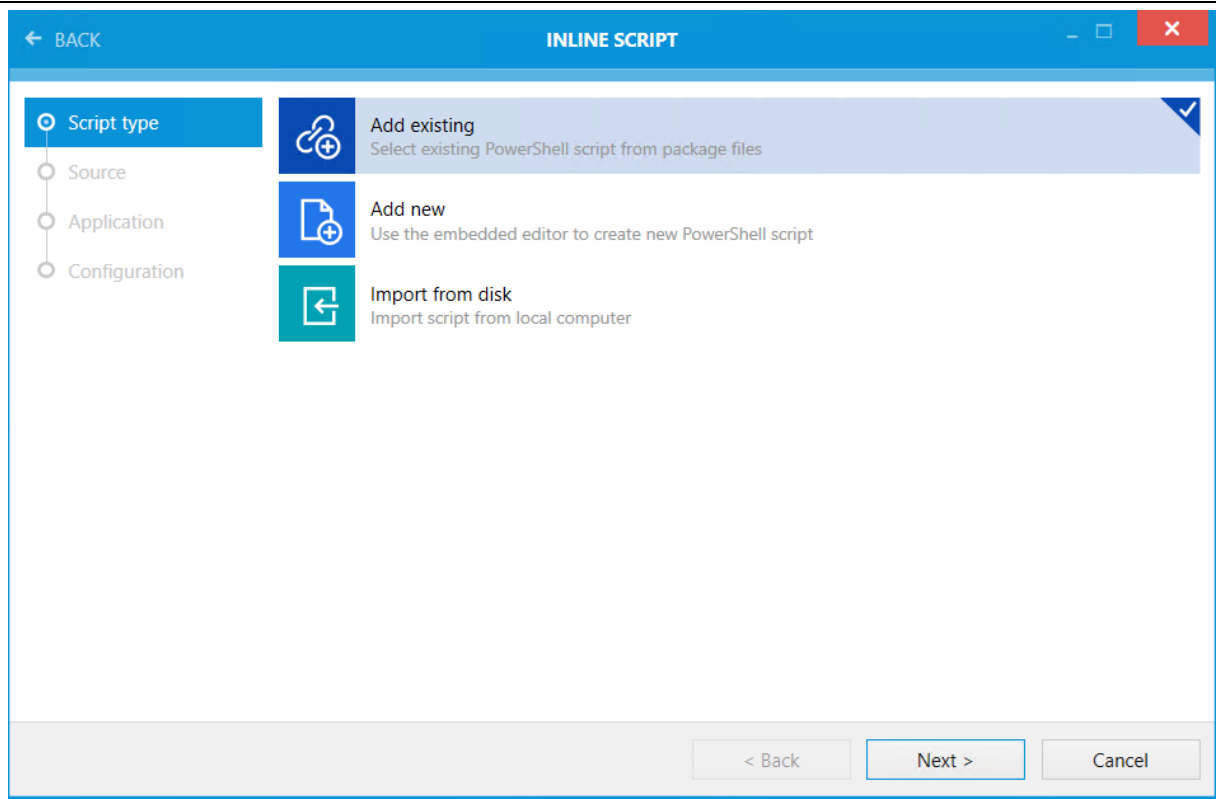 BACK
INLINE SCRIPT
Script type
Source
Application
Configuration
Add existing
Select existing PowerShell script from package files
Add new
Use the embedded editor to create new PowerShell script
Import from disk
Import script from local computer
< Back
Next >
Cancel